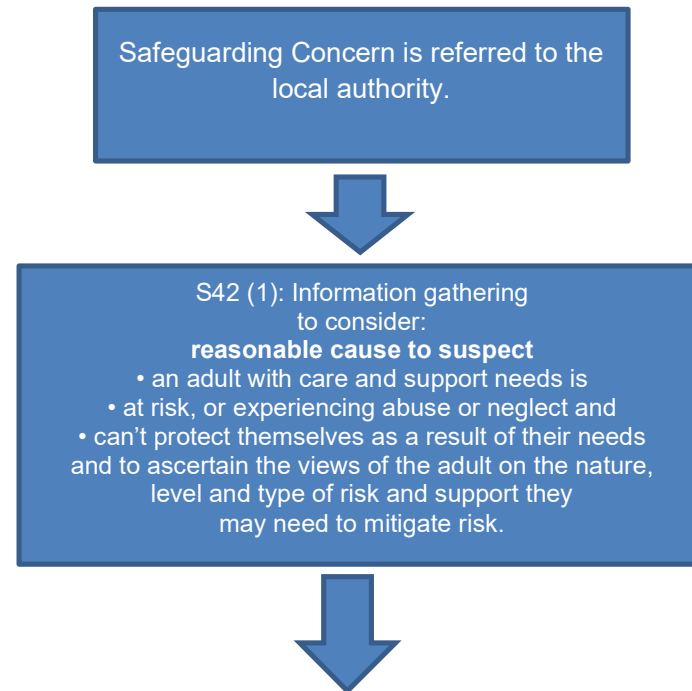 Safeguarding Concern is referred to the
local authority.
S42 (1): Information gathering
to consider:
reasonable cause to suspect
• an adult with care and support needs is
• at risk, or experiencing abuse or neglect and
• can’t protect themselves as a result of their needs
and to ascertain the views of the adult on the nature,
level and type of risk and support they
may need to mitigate risk.